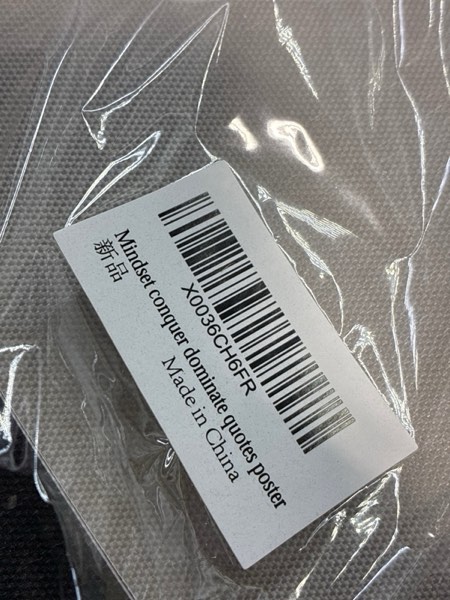 X0036CH6FR
Mindset conquer dominate quotes poster
新品
Made in China